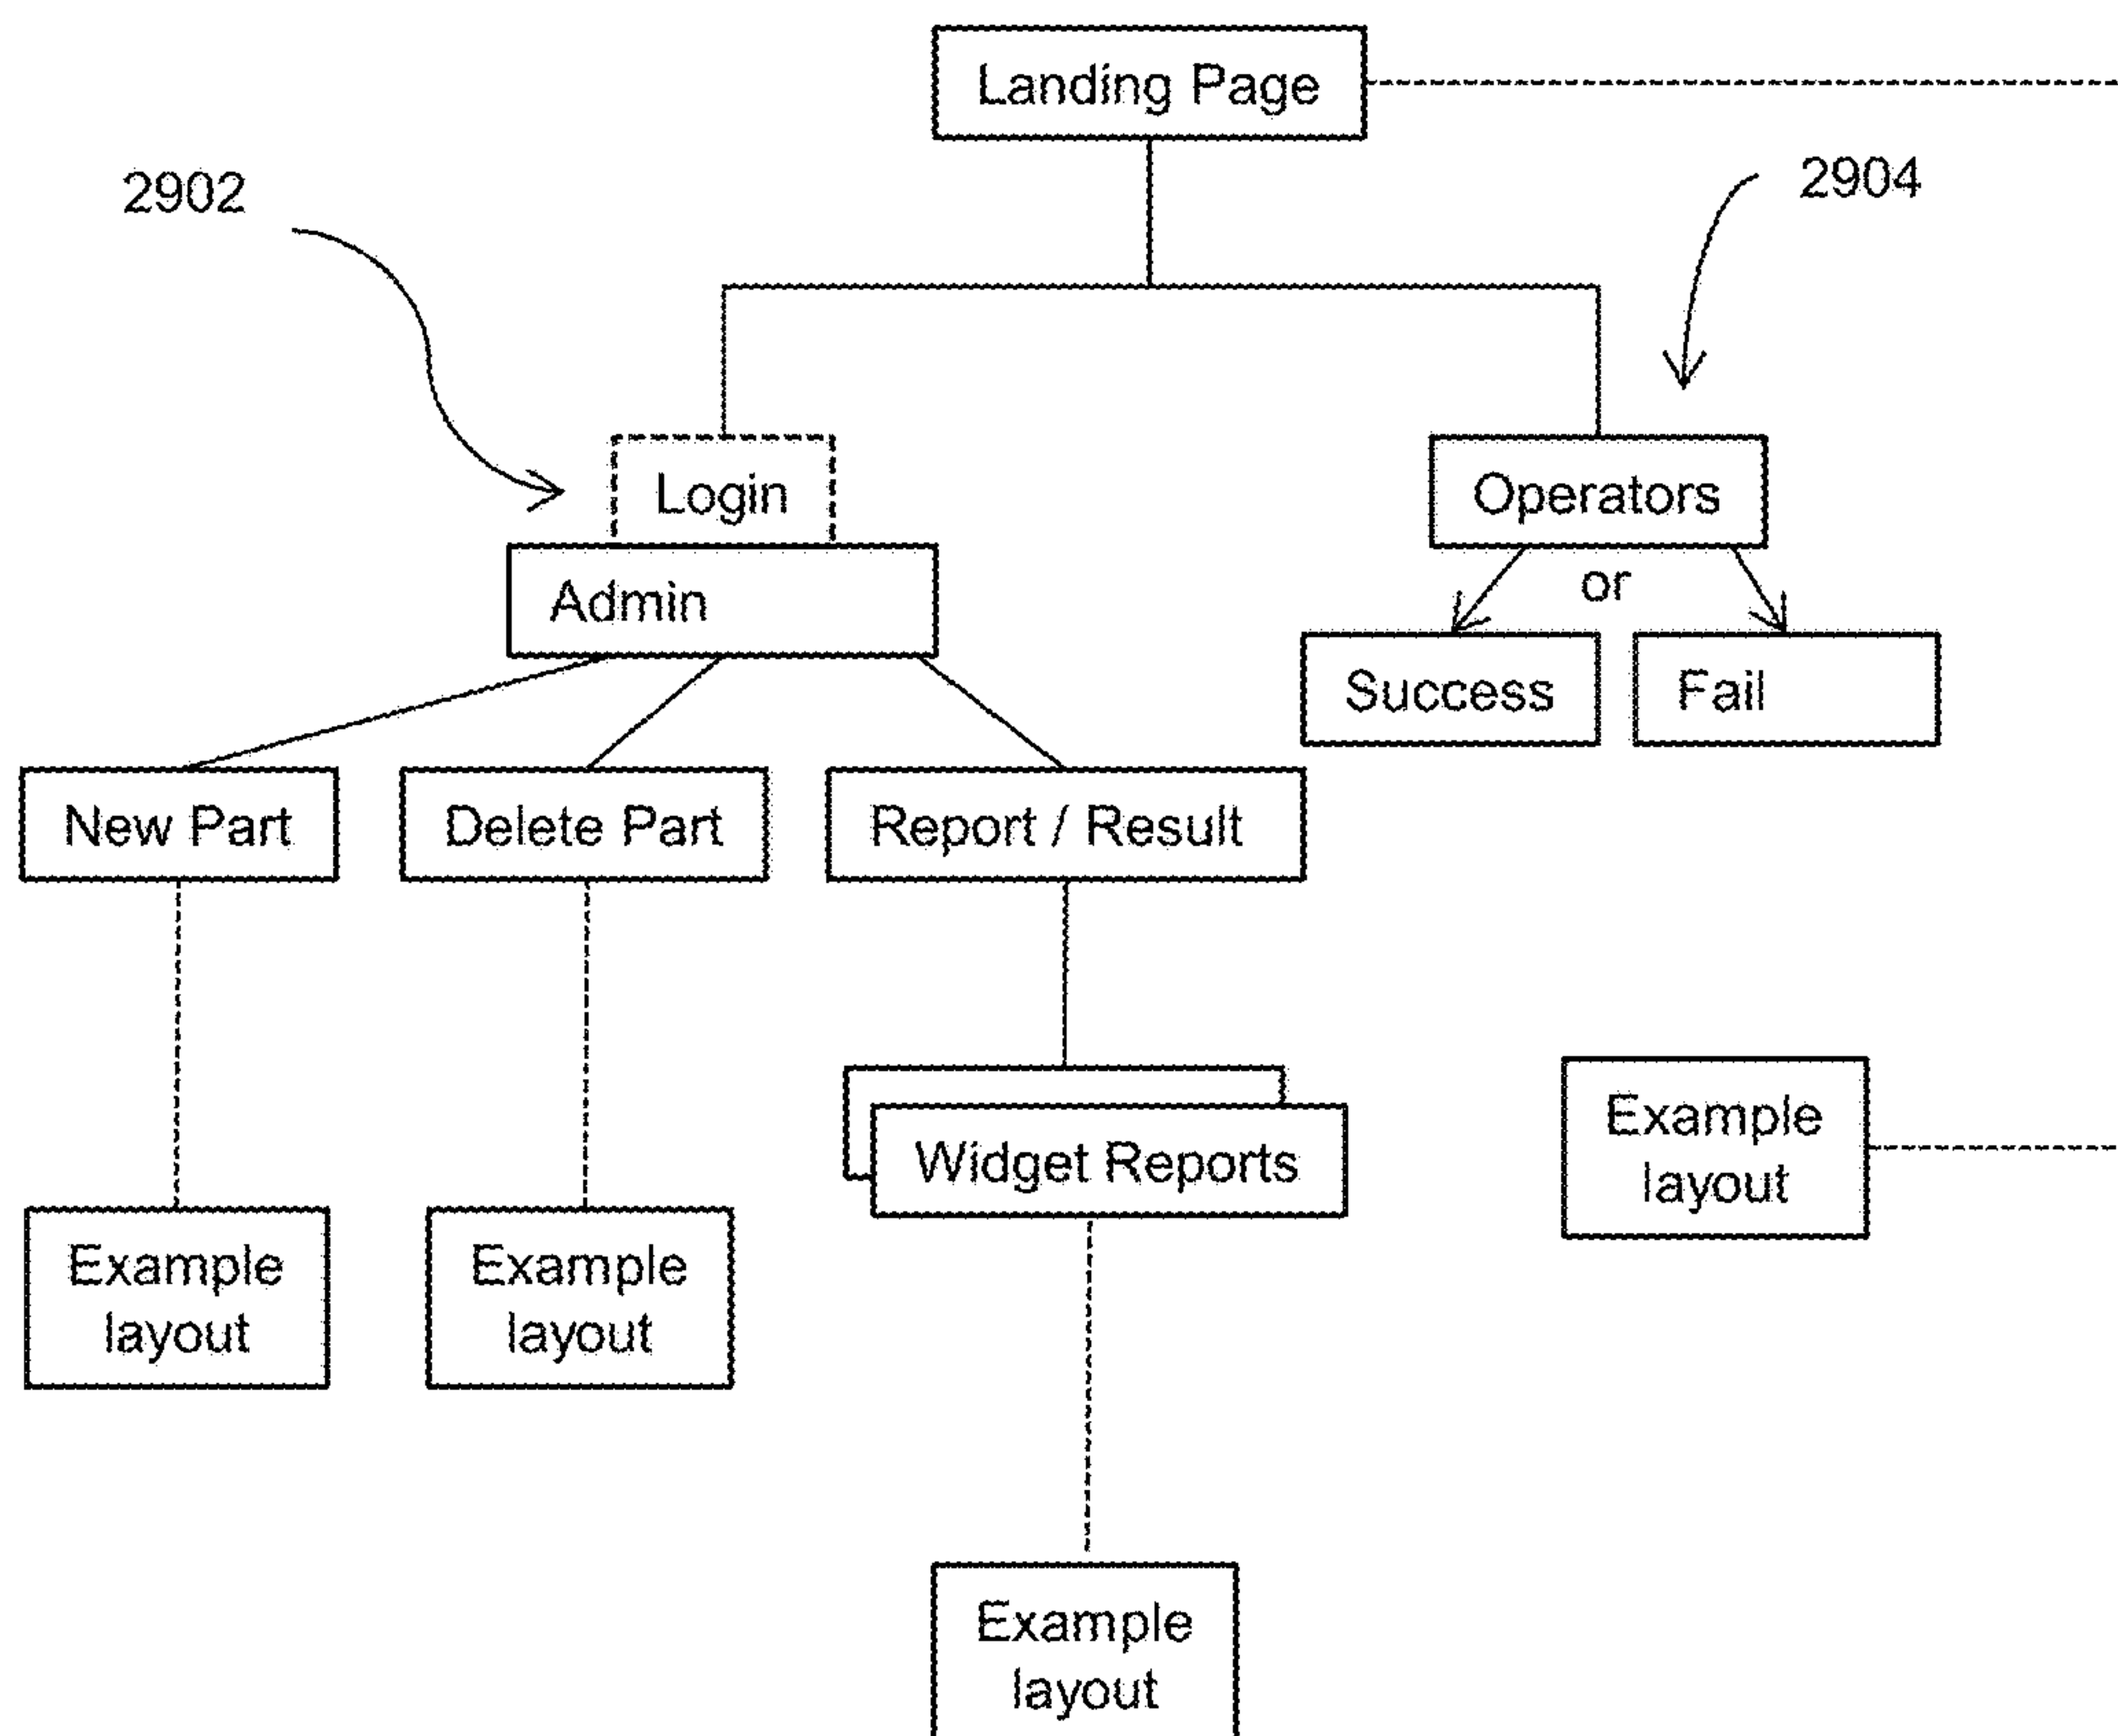 Landing Page
2902
2904
Login
Operators
Admin
or
Success
Fail
New Part
Delete Part
Report / Result
Widget Reports
Example
layout
Example
layout
Example
layout
Example
layout